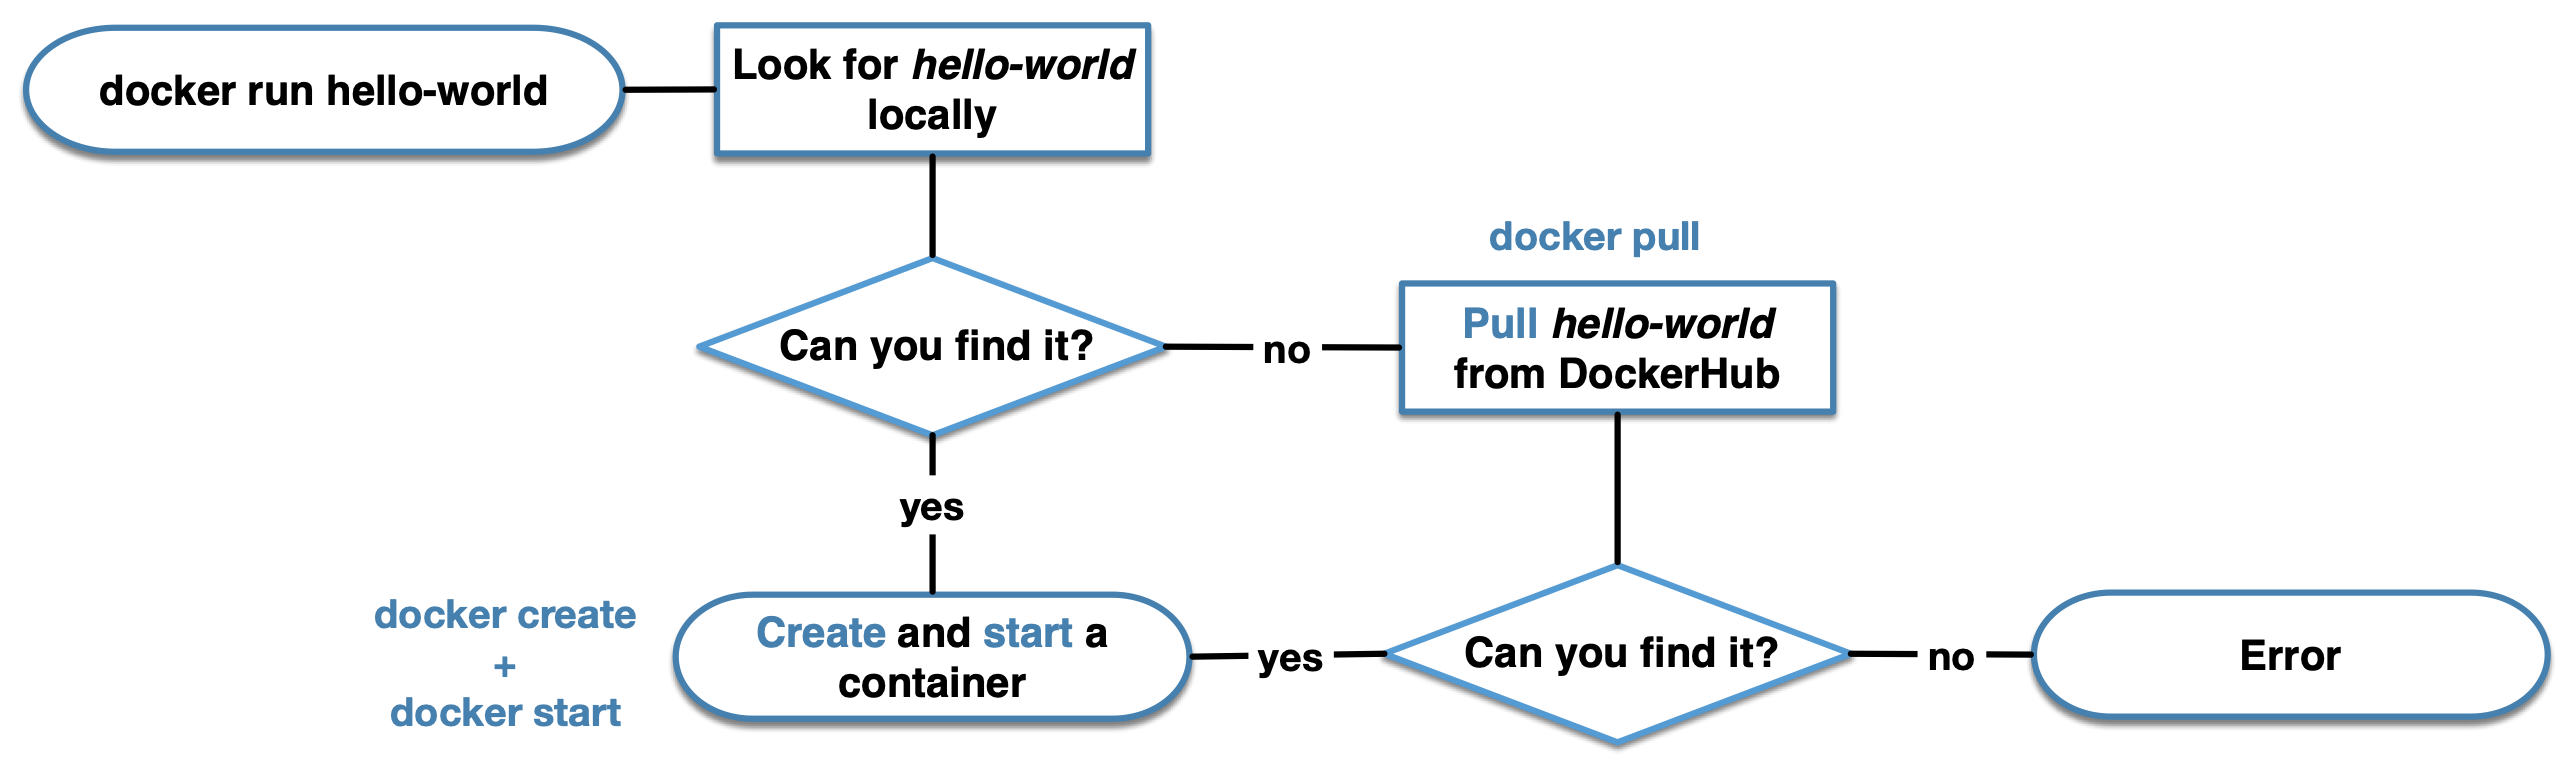 docker run hello-world
Look for hello-world
locally
docker pull
Can you find it?
no
Pull hello-world
from DockerHub
yes
docker create
+
docker start
Create and start a
container
yes
Can you find it?
no
Error